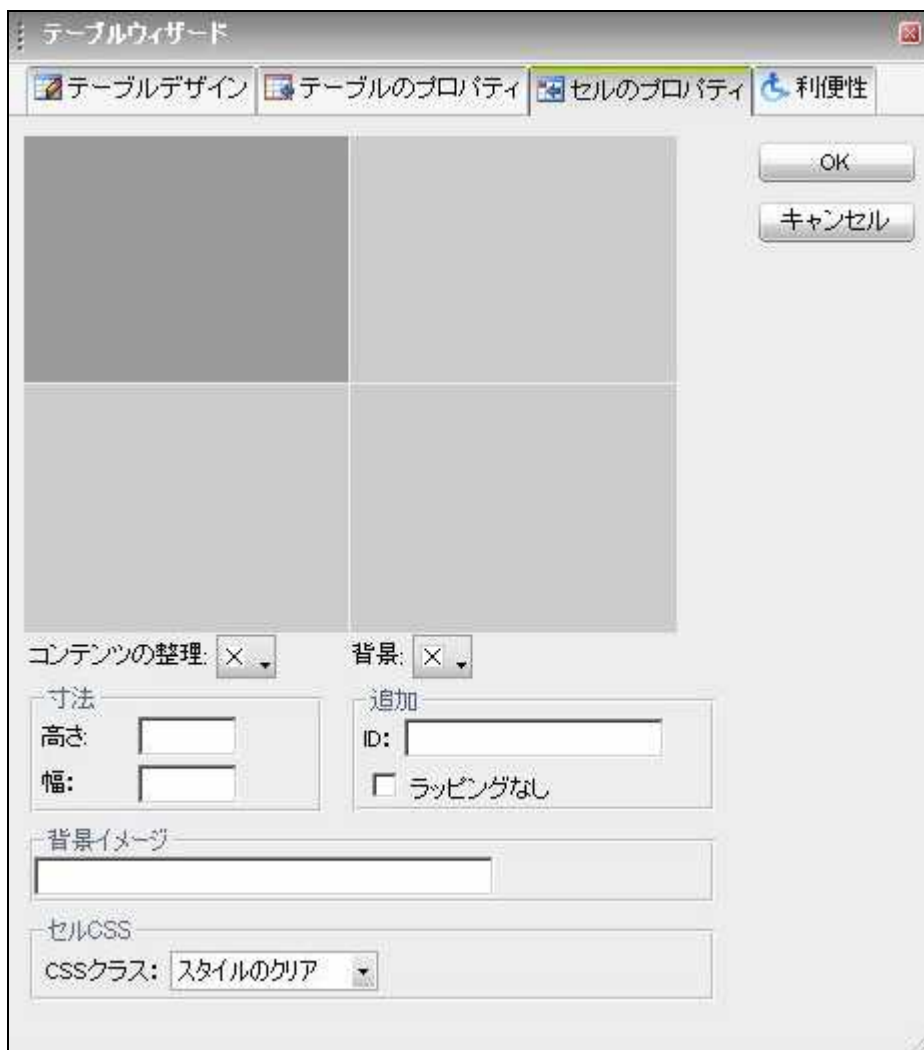 テーブルウィザード
テーブルデザイン テーブルのプロパティ セルのプロパティ 利便性
OK
キャンセル
コンテンツの整理: 背景:
寸法
高さ:
幅:
追加
ID:
ラッピングなし
背景イメージ
セルCSS
CSSクラス: スタイルのクリア